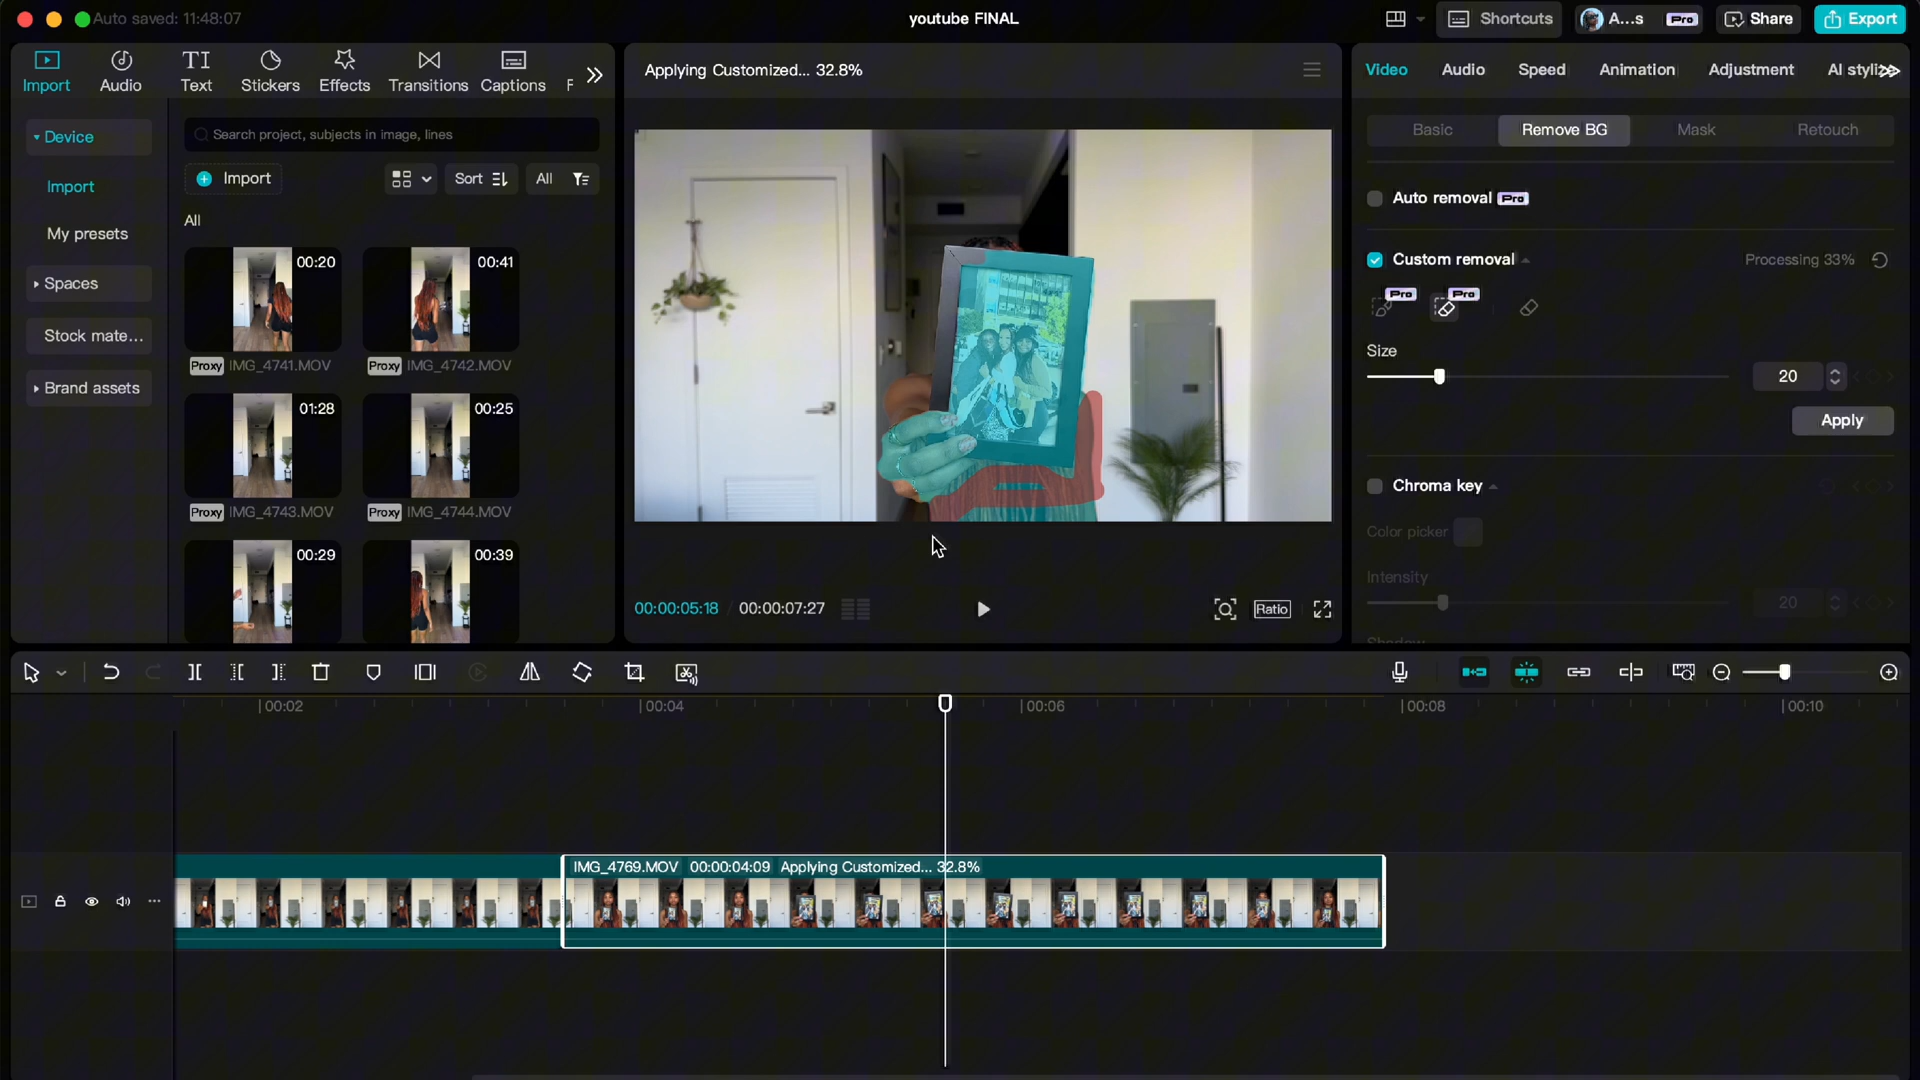 Auto saved: 11:48:07
youtube FINAL
Shortcuts
A...s
Pro
Share
Export
Import
Audio
Text
Stickers
Effects
Transitions
Captions
F
Applying Customized... 32.8%
Video
Audio
Speed
Animation
Adjustment
AI styliz
Device
Import
My presets
Spaces
Stock mate...
Brand assets
Search project, subjects in image, lines
Import
Sort
All
All
00:20
00:41
Proxy IMG_4741.MOV
Proxy IMG_4742.MOV
01:28
00:25
Proxy IMG_4743.MOV
Proxy IMG_4744.MOV
00:29
00:39
00:00:05:18 / 00:00:07:27
Ratio
Basic
Remove BG
Mask
Retouch
Auto removal Pro
Custom removal
Processing 33%
Pro
Pro
Size
20
Apply
Chroma key
Color picker
Intensity
20
Shadow
00:02
00:04
00:06
00:08
00:10
IMG_4769.MOV 00:00:04:09 Applying Customized... 32.8%